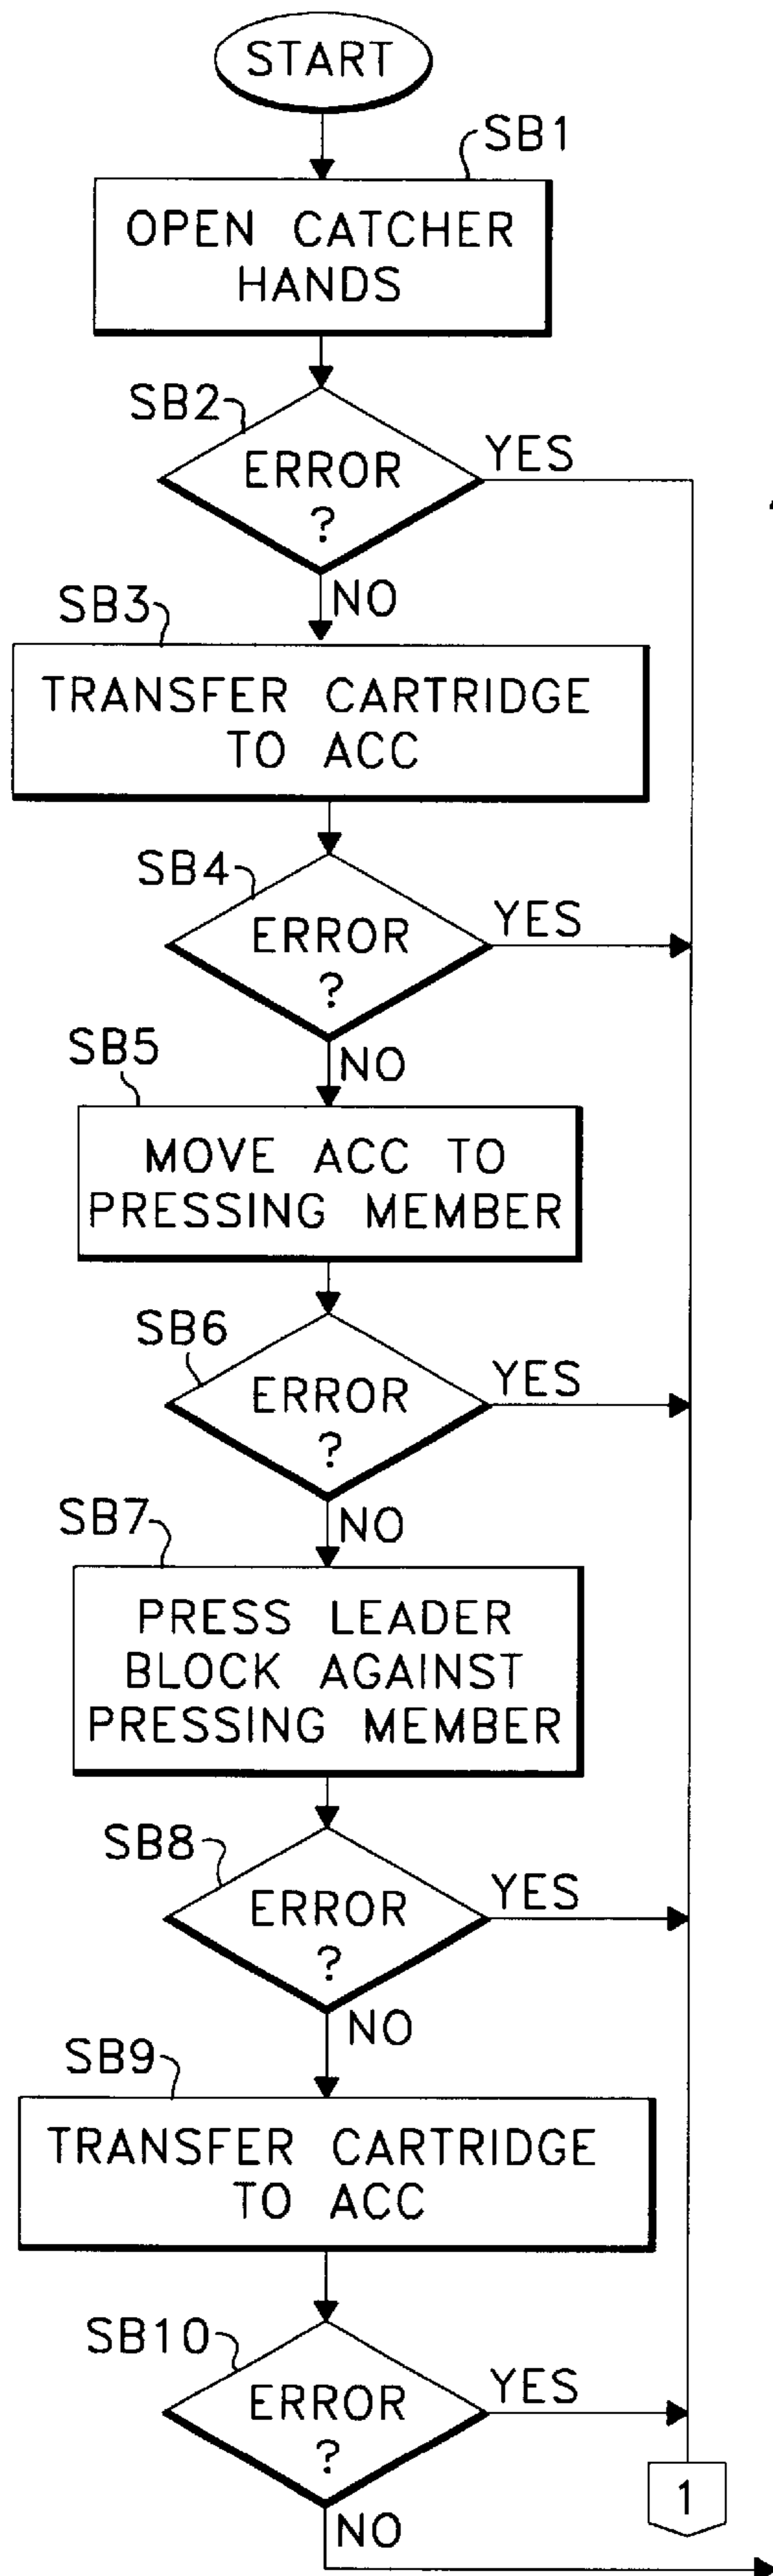 START
SB1
OPEN CATCHER
HANDS
SB2
ERROR
?
YES
NO
SB3
TRANSFER CARTRIDGE
TO ACC
SB4
ERROR
?
YES
NO
SB5
MOVE ACC TO
PRESSING MEMBER
SB6
ERROR
?
YES
NO
SB7
PRESS LEADER
BLOCK AGAINST
PRESSING MEMBER
SB8
ERROR
?
YES
NO
SB9
TRANSFER CARTRIDGE
TO ACC
SB10
ERROR
?
YES
1
NO